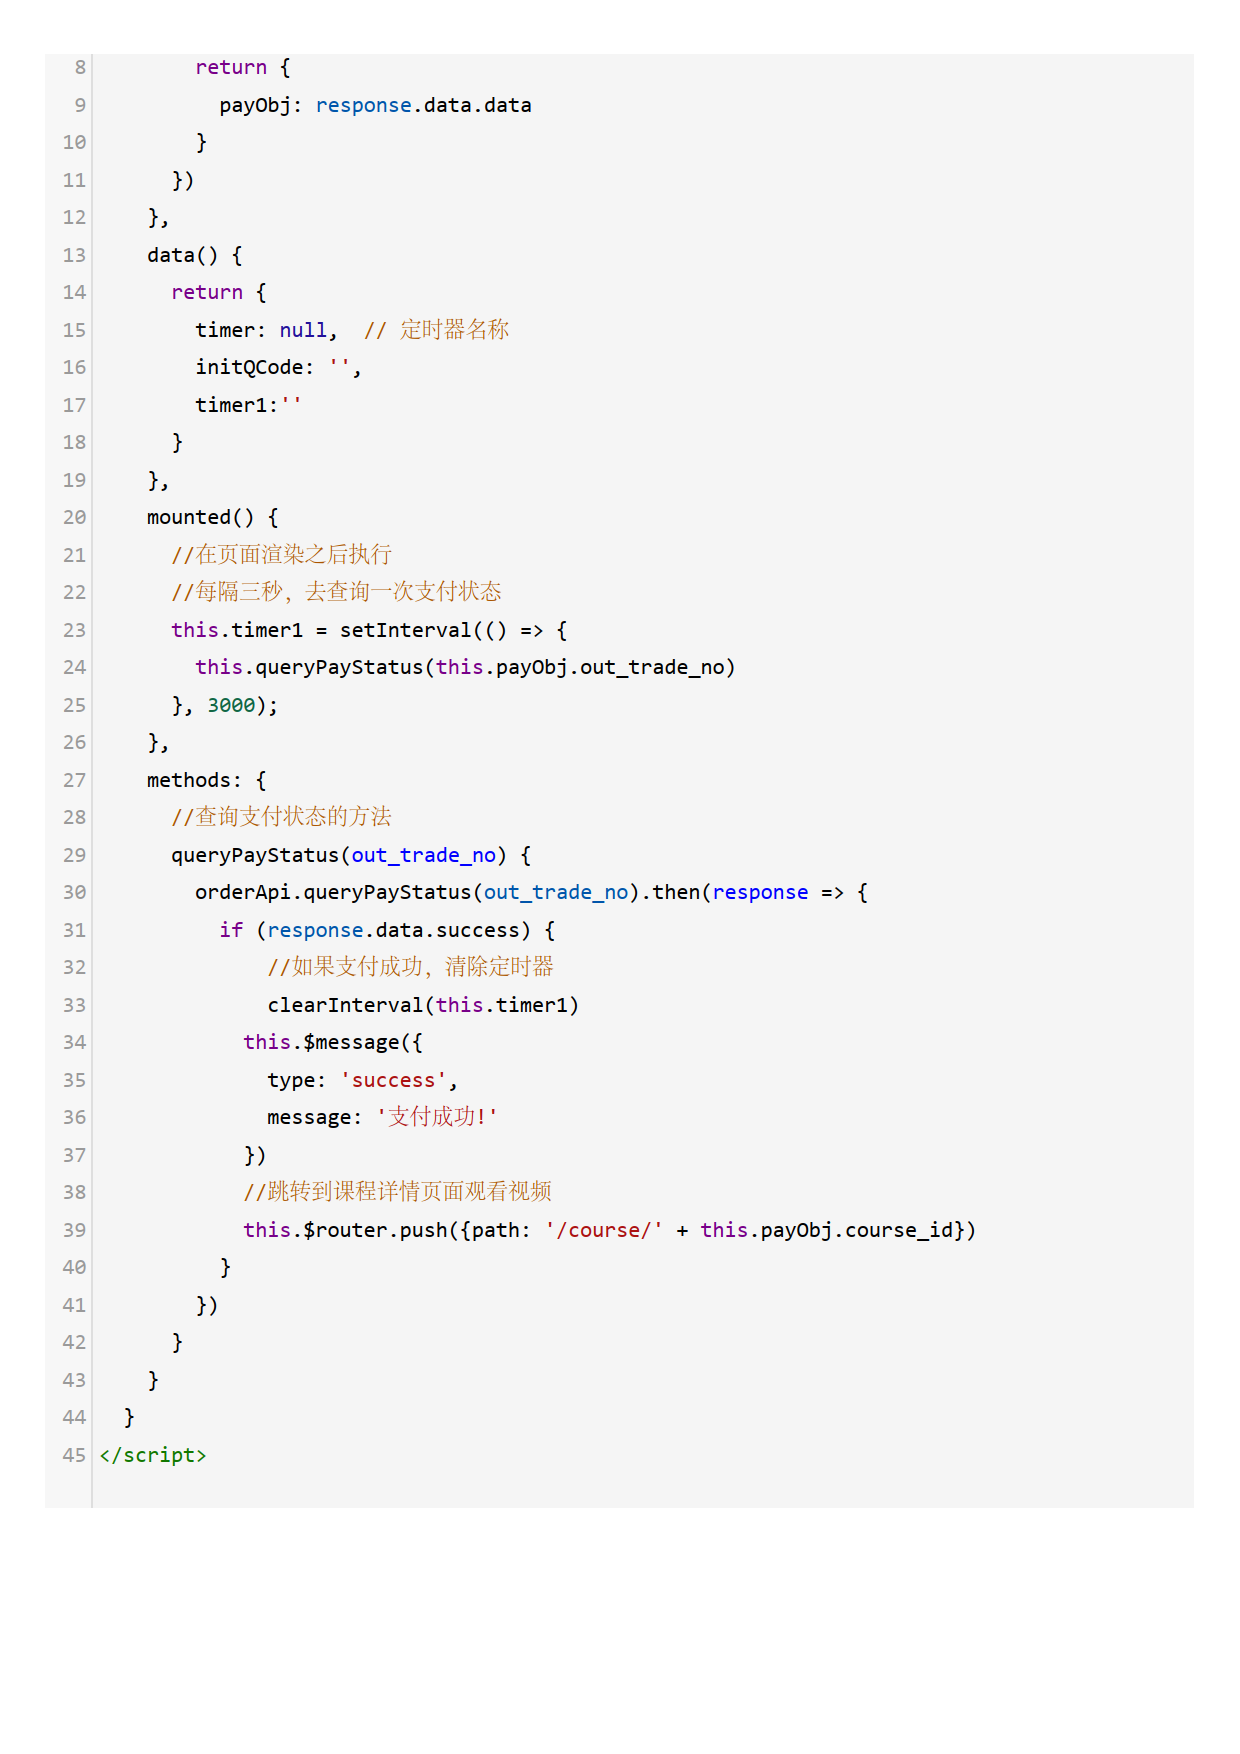 8         return {
9           payObj: response.data.data
10         }
11       })
12     },
13     data() {
14       return {
15         timer: null,  // 定时器名称
16         initQCode: '',
17         timer1:''
18       }
19     },
20     mounted() {
21       //在页面渲染之后执行
22       //每隔三秒，去查询一次支付状态
23       this.timer1 = setInterval(() => {
24         this.queryPayStatus(this.payObj.out_trade_no)
25       }, 3000);
26     },
27     methods: {
28       //查询支付状态的方法
29       queryPayStatus(out_trade_no) {
30         orderApi.queryPayStatus(out_trade_no).then(response => {
31           if (response.data.success) {
32               //如果支付成功，清除定时器
33               clearInterval(this.timer1)
34             this.$message({
35               type: 'success',
36               message: '支付成功!'
37             })
38             //跳转到课程详情页面观看视频
39             this.$router.push({path: '/course/' + this.payObj.course_id})
40           }
41         })
42       }
43     }
44   }
45 </script>